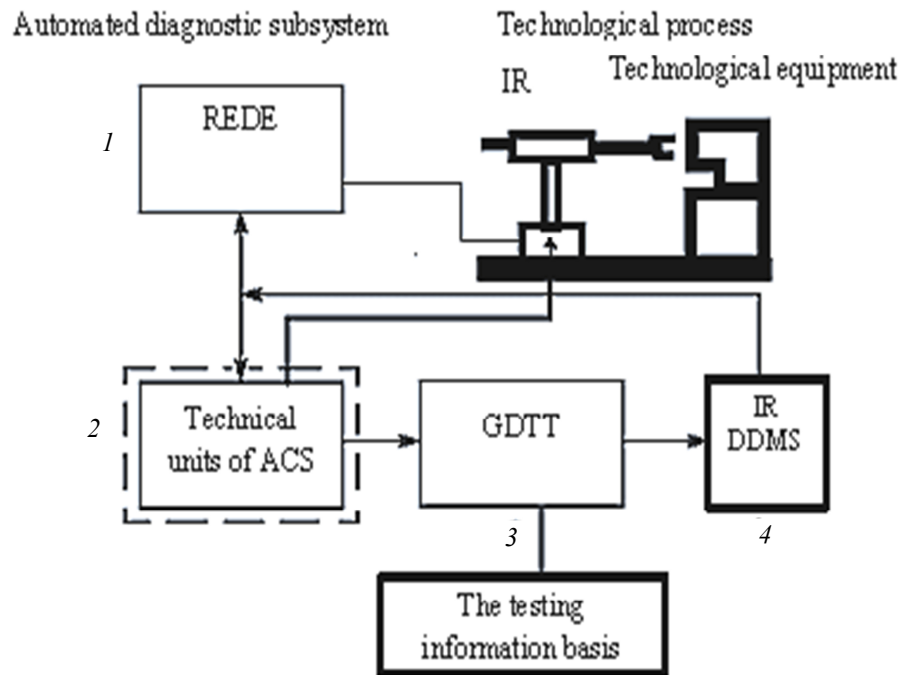 Automated diagnostic subsystem
Technological process
IR
Technological equipment
REDE
1
2
Technical
units of ACS
GDTT
3
IR
DDMS
4
The testing
information basis